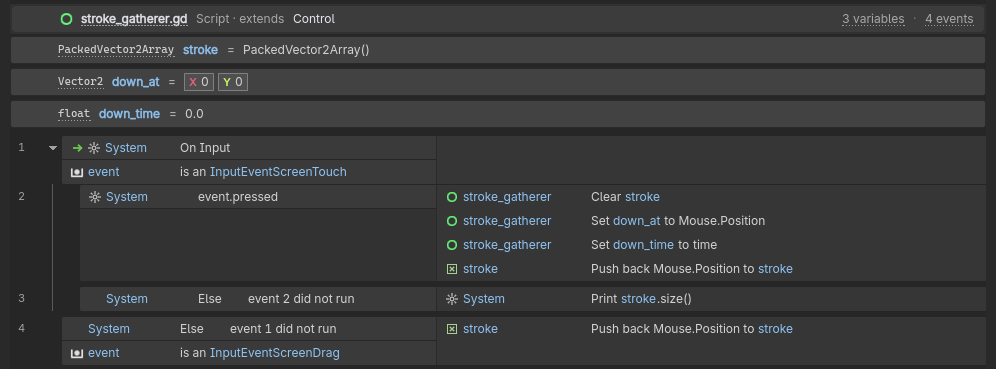 stroke_gatherer.gd Script · extends Control 3 variables · 4 events
PackedVector2Array stroke = PackedVector2Array()
Vector2 down_at = X 0 Y 0
float down_time = 0.0
1 System On Input
event is an InputEventScreenTouch
2 System event.pressed stroke_gatherer Clear stroke
stroke_gatherer Set down_at to Mouse.Position
stroke_gatherer Set down_time to time
stroke Push back Mouse.Position to stroke
3 System Else event 2 did not run System Print stroke.size()
4 System Else event 1 did not run stroke Push back Mouse.Position to stroke
event is an InputEventScreenDrag